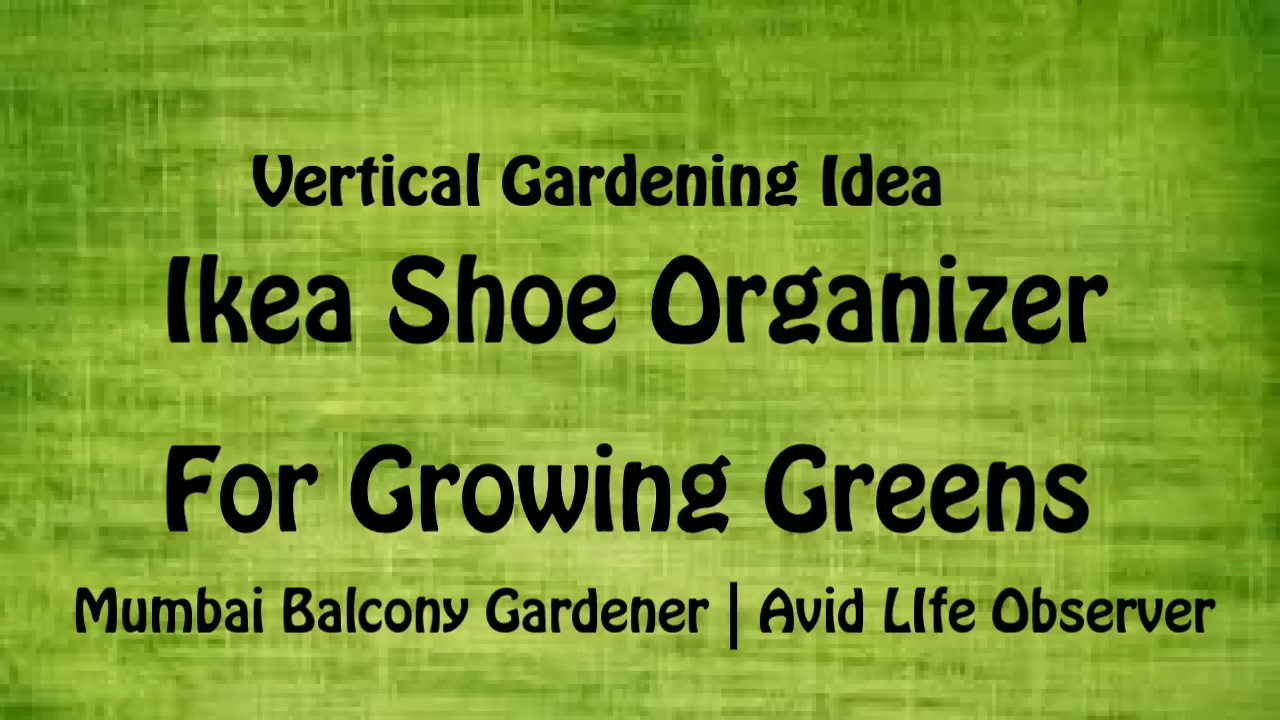 Vertical Gardening Idea
Ikea Shoe Organizer
For Growing Greens
Mumbai Balcony Gardener | Avid LIfe Observer